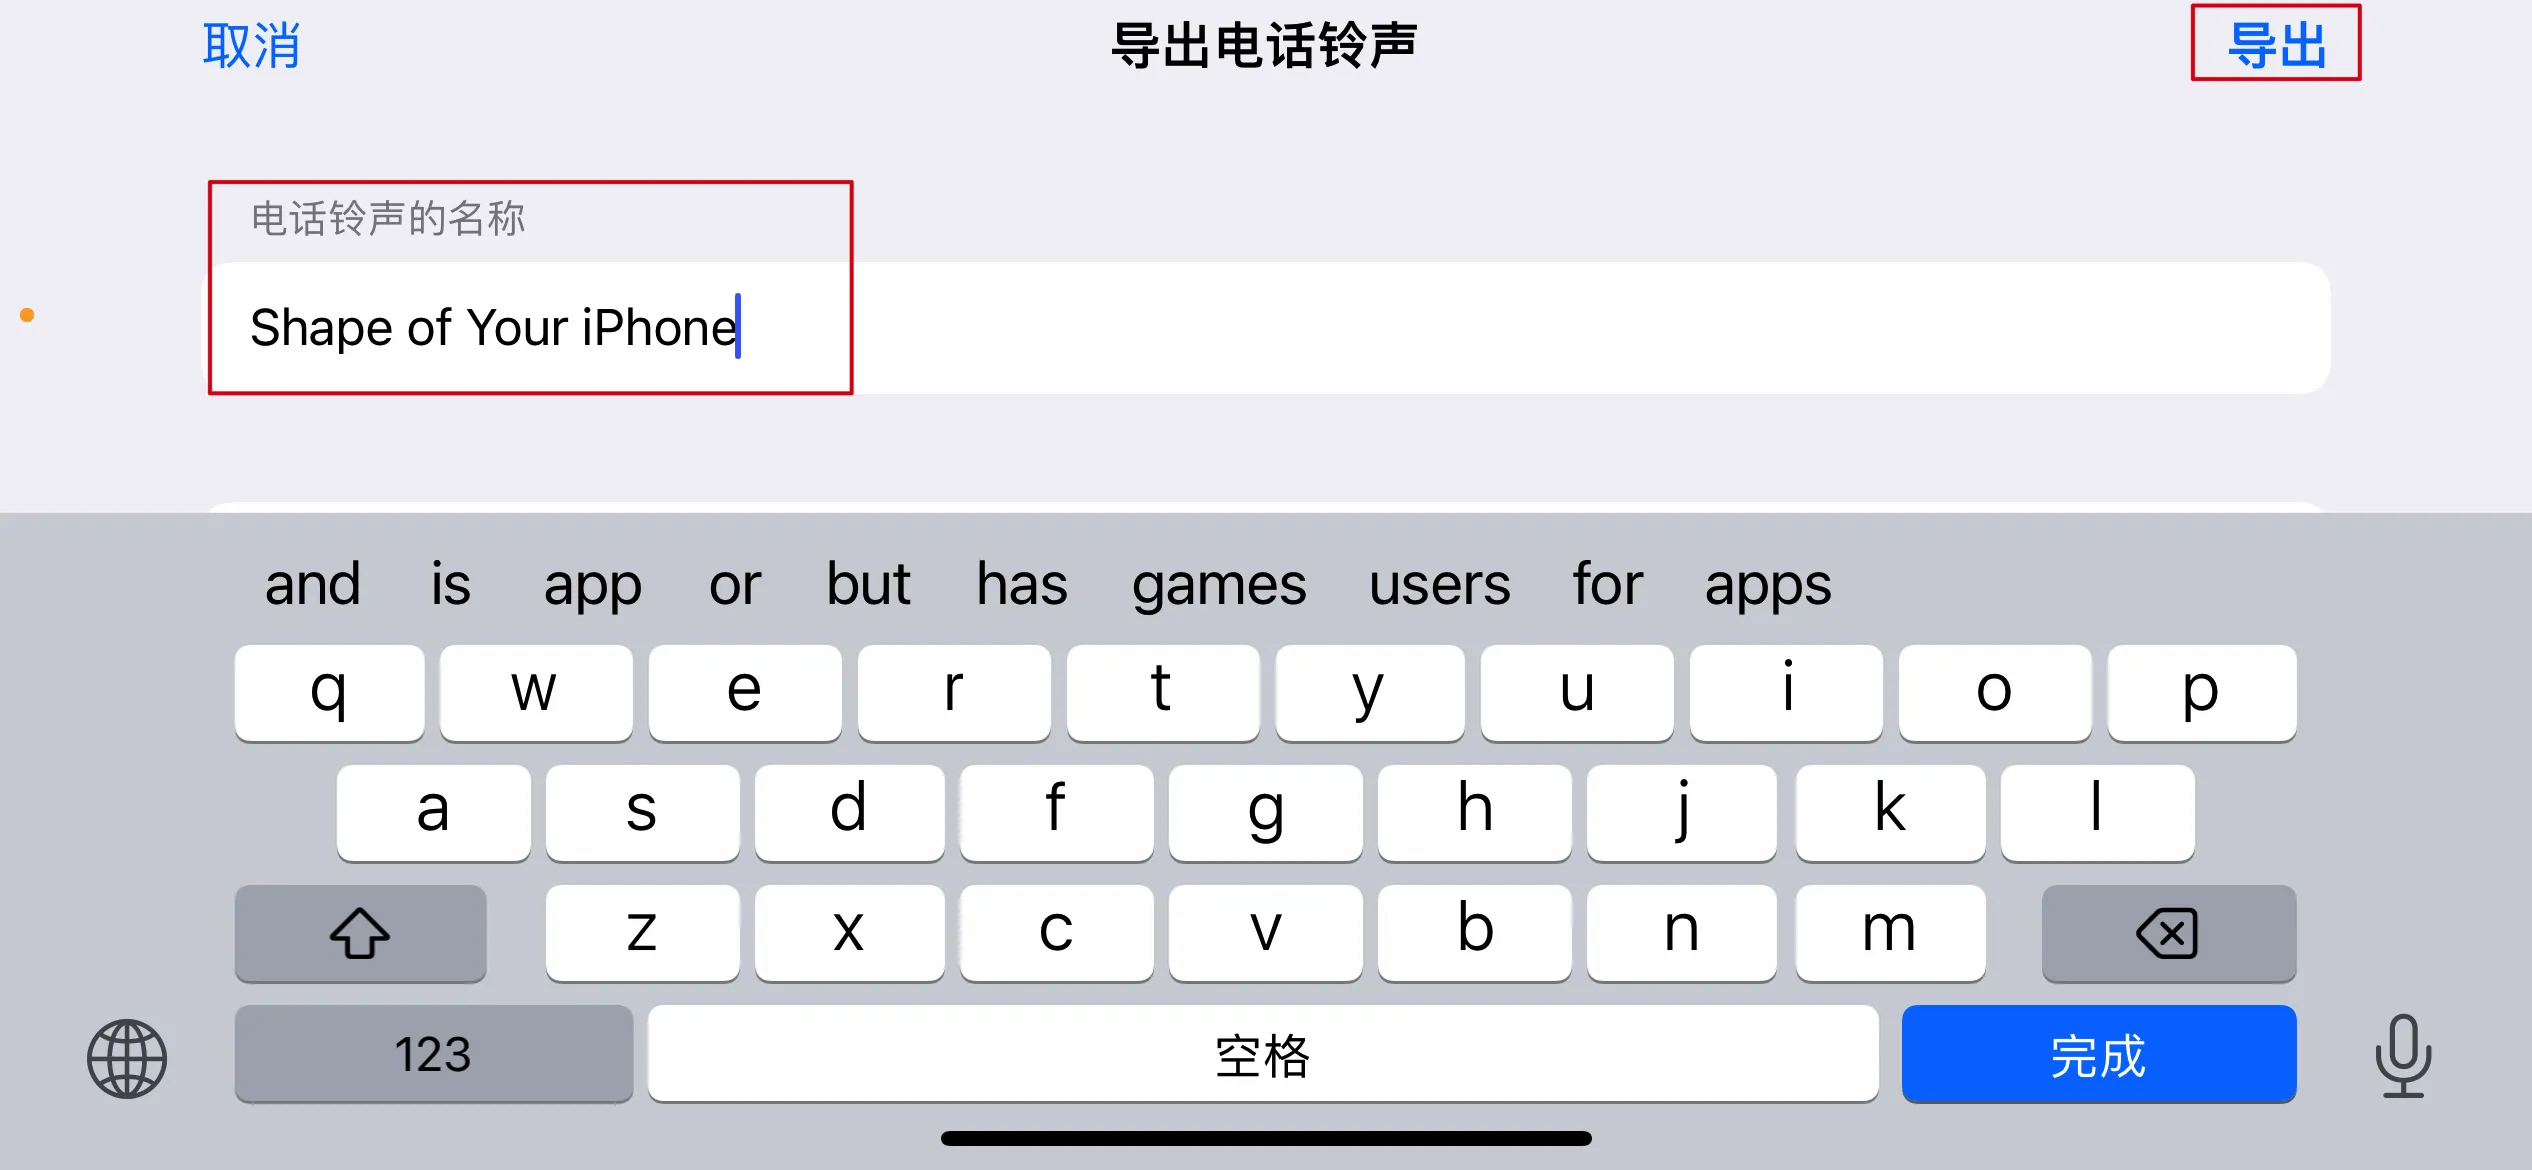 取消 导出电话铃声 导出
电话铃声的名称
Shape of Your iPhone
and is app or but has games users for apps
q w e r t y u i o p
a s d f g h j k l
z x c v b n m
123 空格 完成